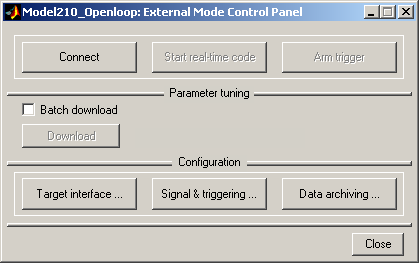 Model210_Openloop: External Mode Control Panel
Connect Start real-time code Arm trigger
Parameter tuning
Batch download
Download
Configuration
Target interface ... Signal & triggering ... Data archiving ...
Close